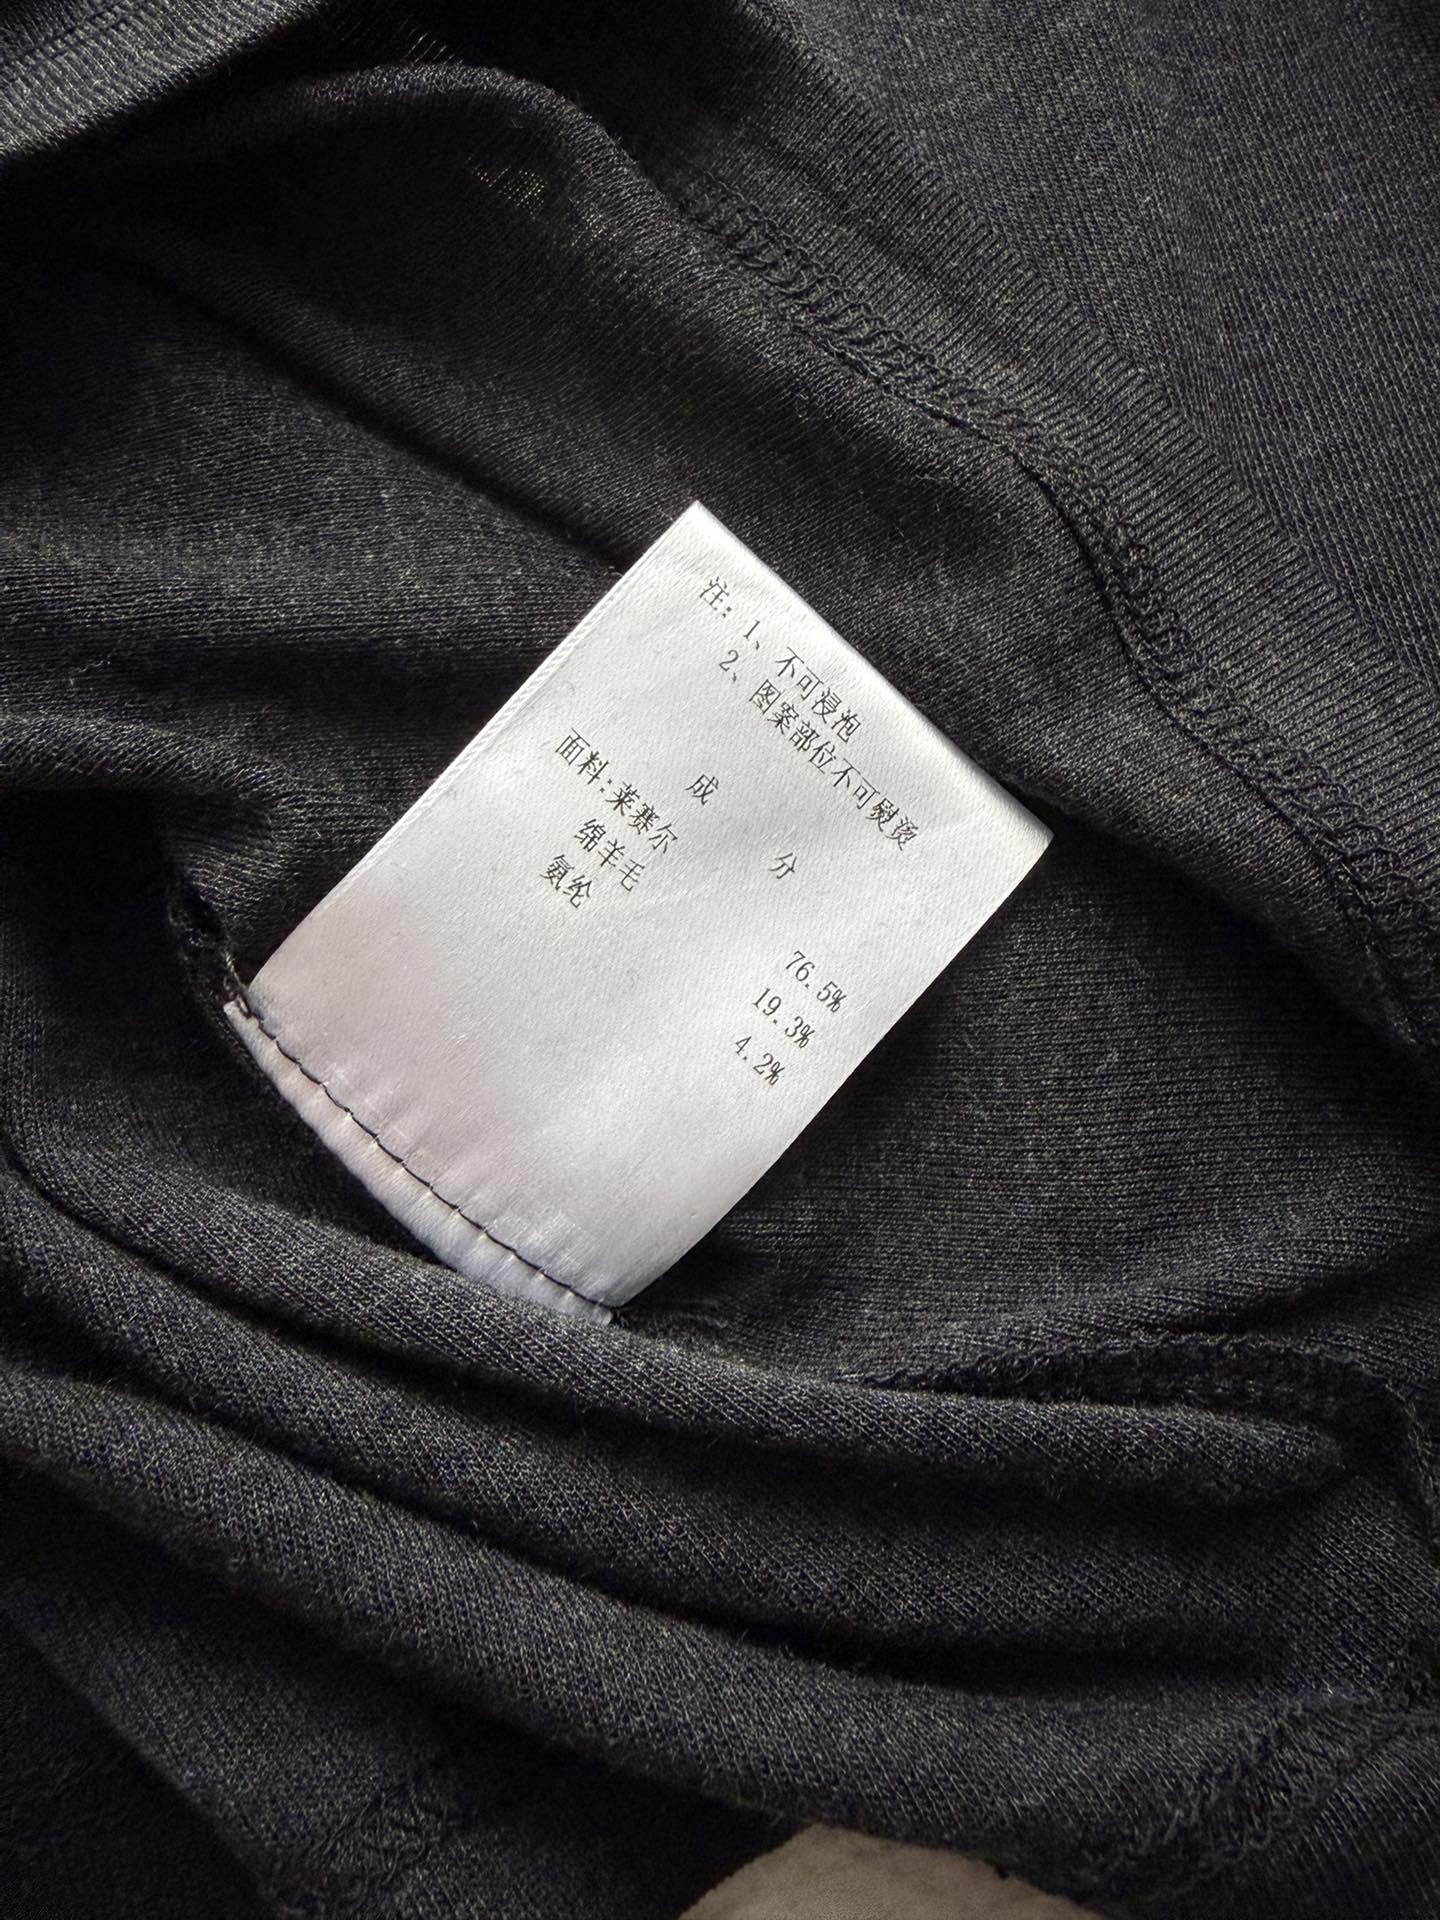 注：1、不可浸泡
2、图案部位不可熨烫
成 分
面料：莱赛尔 76.5%
绵羊毛 19.3%
氨纶 4.2%